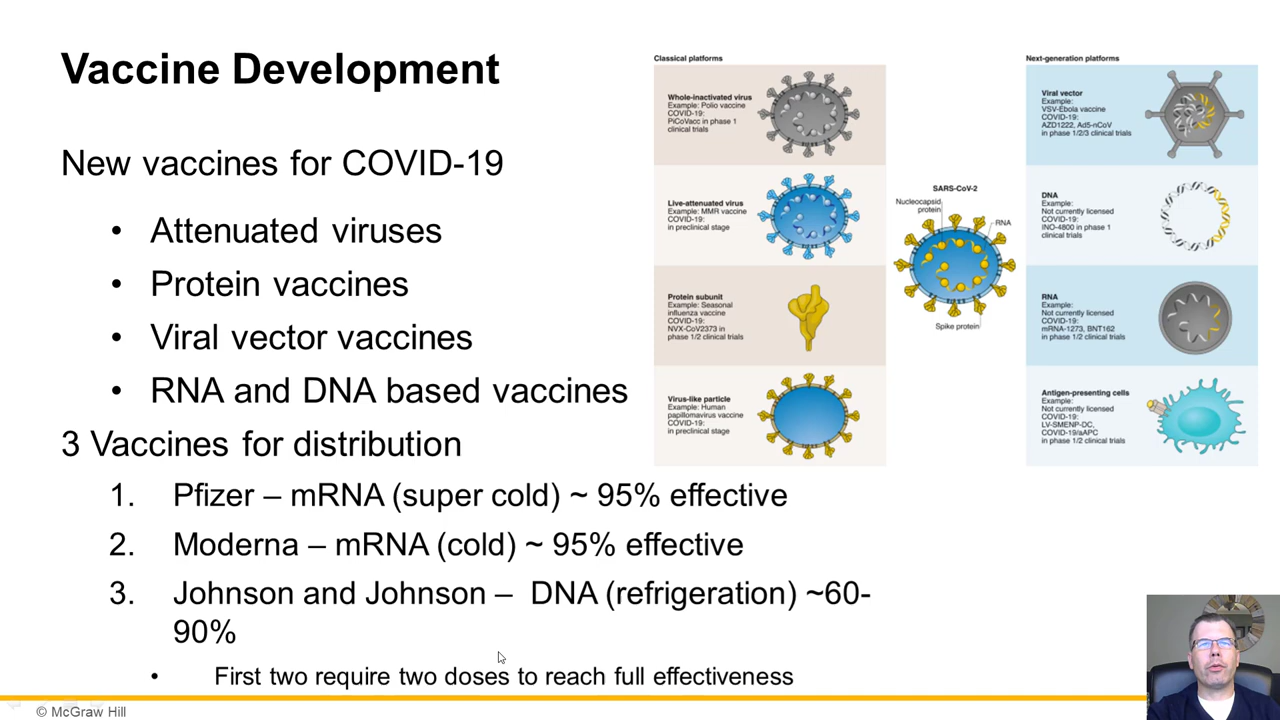 Vaccine Development
New vaccines for COVID-19
• Attenuated viruses
• Protein vaccines
• Viral vector vaccines
• RNA and DNA based vaccines
3 Vaccines for distribution
1. Pfizer – mRNA (super cold) ~ 95% effective
2. Moderna – mRNA (cold) ~ 95% effective
3. Johnson and Johnson – DNA (refrigeration) ~60-
90%
• First two require two doses to reach full effectiveness
Classical platforms
Whole-inactivated virus
Example: Polio vaccine
COVID-19:
PiCoVacc in phase 1
clinical trials
Live-attenuated virus
Example: MMR vaccine
COVID-19:
in preclinical stage
Protein subunit
Example: Seasonal
influenza vaccine
COVID-19:
NVX-CoV2373 in
phase 1/2 clinical trials
Virus-like particle
Example: Human
papillomavirus vaccine
COVID-19:
in preclinical stage
SARS-CoV-2
Nucleocapsid
protein
RNA
Spike protein
Next-generation platforms
Viral vector
Example:
VSV-Ebola vaccine
COVID-19:
AZD1222, Ad5-nCoV
in phase 1/2/3 clinical trials
DNA
Example:
Not currently licensed
COVID-19:
INO-4800 in phase 1
clinical trials
RNA
Example:
Not currently licensed
COVID-19:
mRNA-1273, BNT162
in phase 1/2 clinical trials
Antigen-presenting cells
Example:
Not currently licensed
COVID-19:
LV-SMENP-DC,
COVID-19/aAPC
in phase 1/2 clinical trials
© McGraw Hill